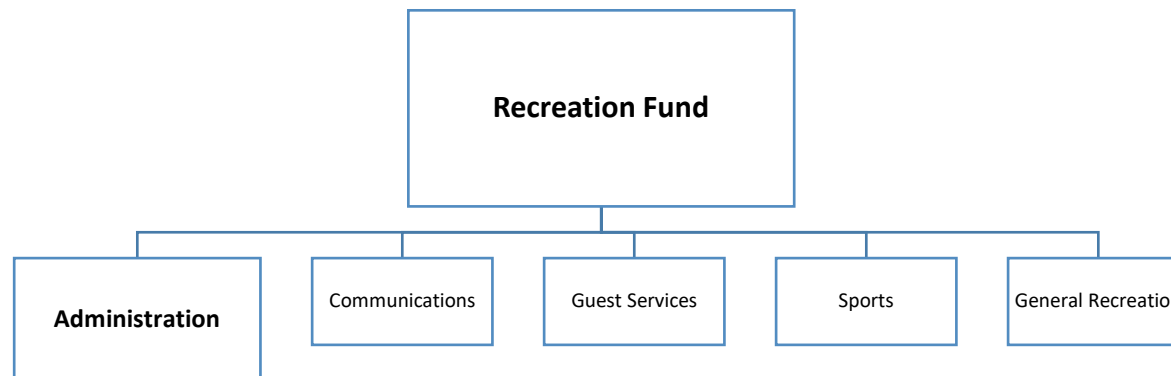 Recreation Fund
Administration
Communications
Guest Services
Sports
General Recreatio